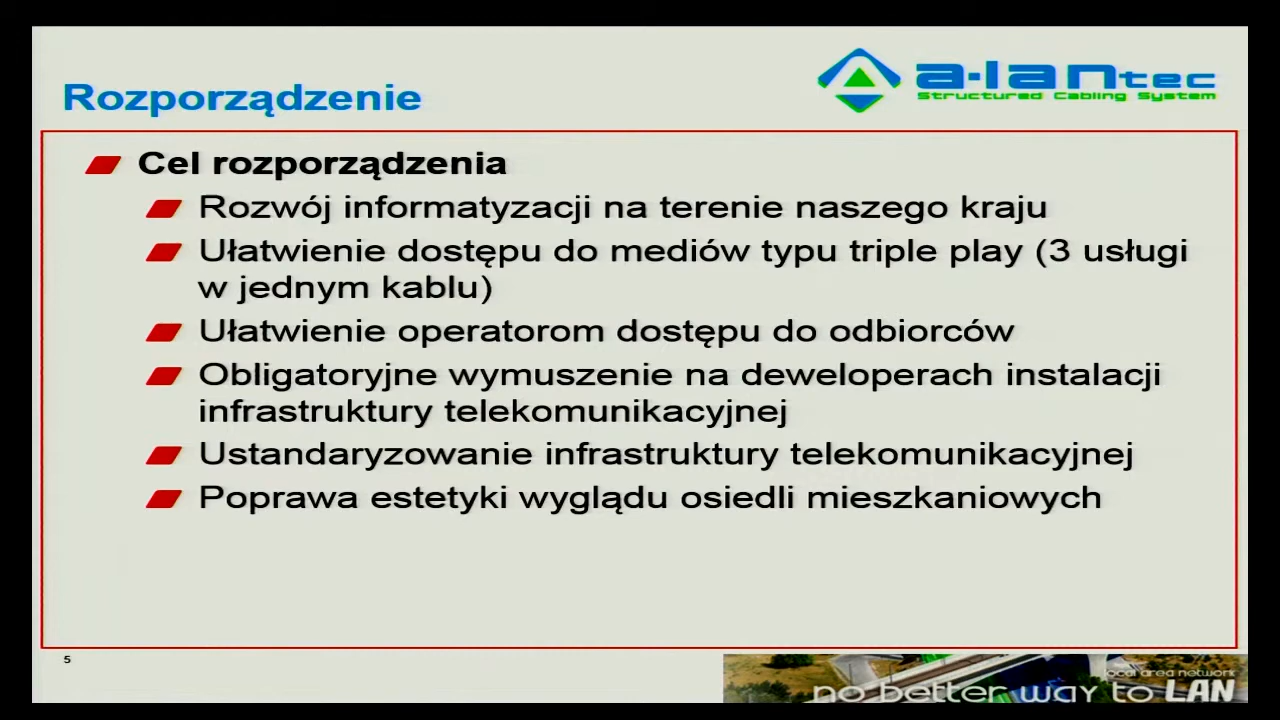 Rozporządzenie
a-lantec
Structured Cabling System
Cel rozporządzenia
Rozwój informatyzacji na terenie naszego kraju
Ułatwienie dostępu do mediów typu triple play (3 usługi
w jednym kablu)
Ułatwienie operatorom dostępu do odbiorców
Obligatoryjne wymuszenie na deweloperach instalacji
infrastruktury telekomunikacyjnej
Ustandaryzowanie infrastruktury telekomunikacyjnej
Poprawa estetyki wyglądu osiedli mieszkaniowych
5
local area network
no better way to LAN